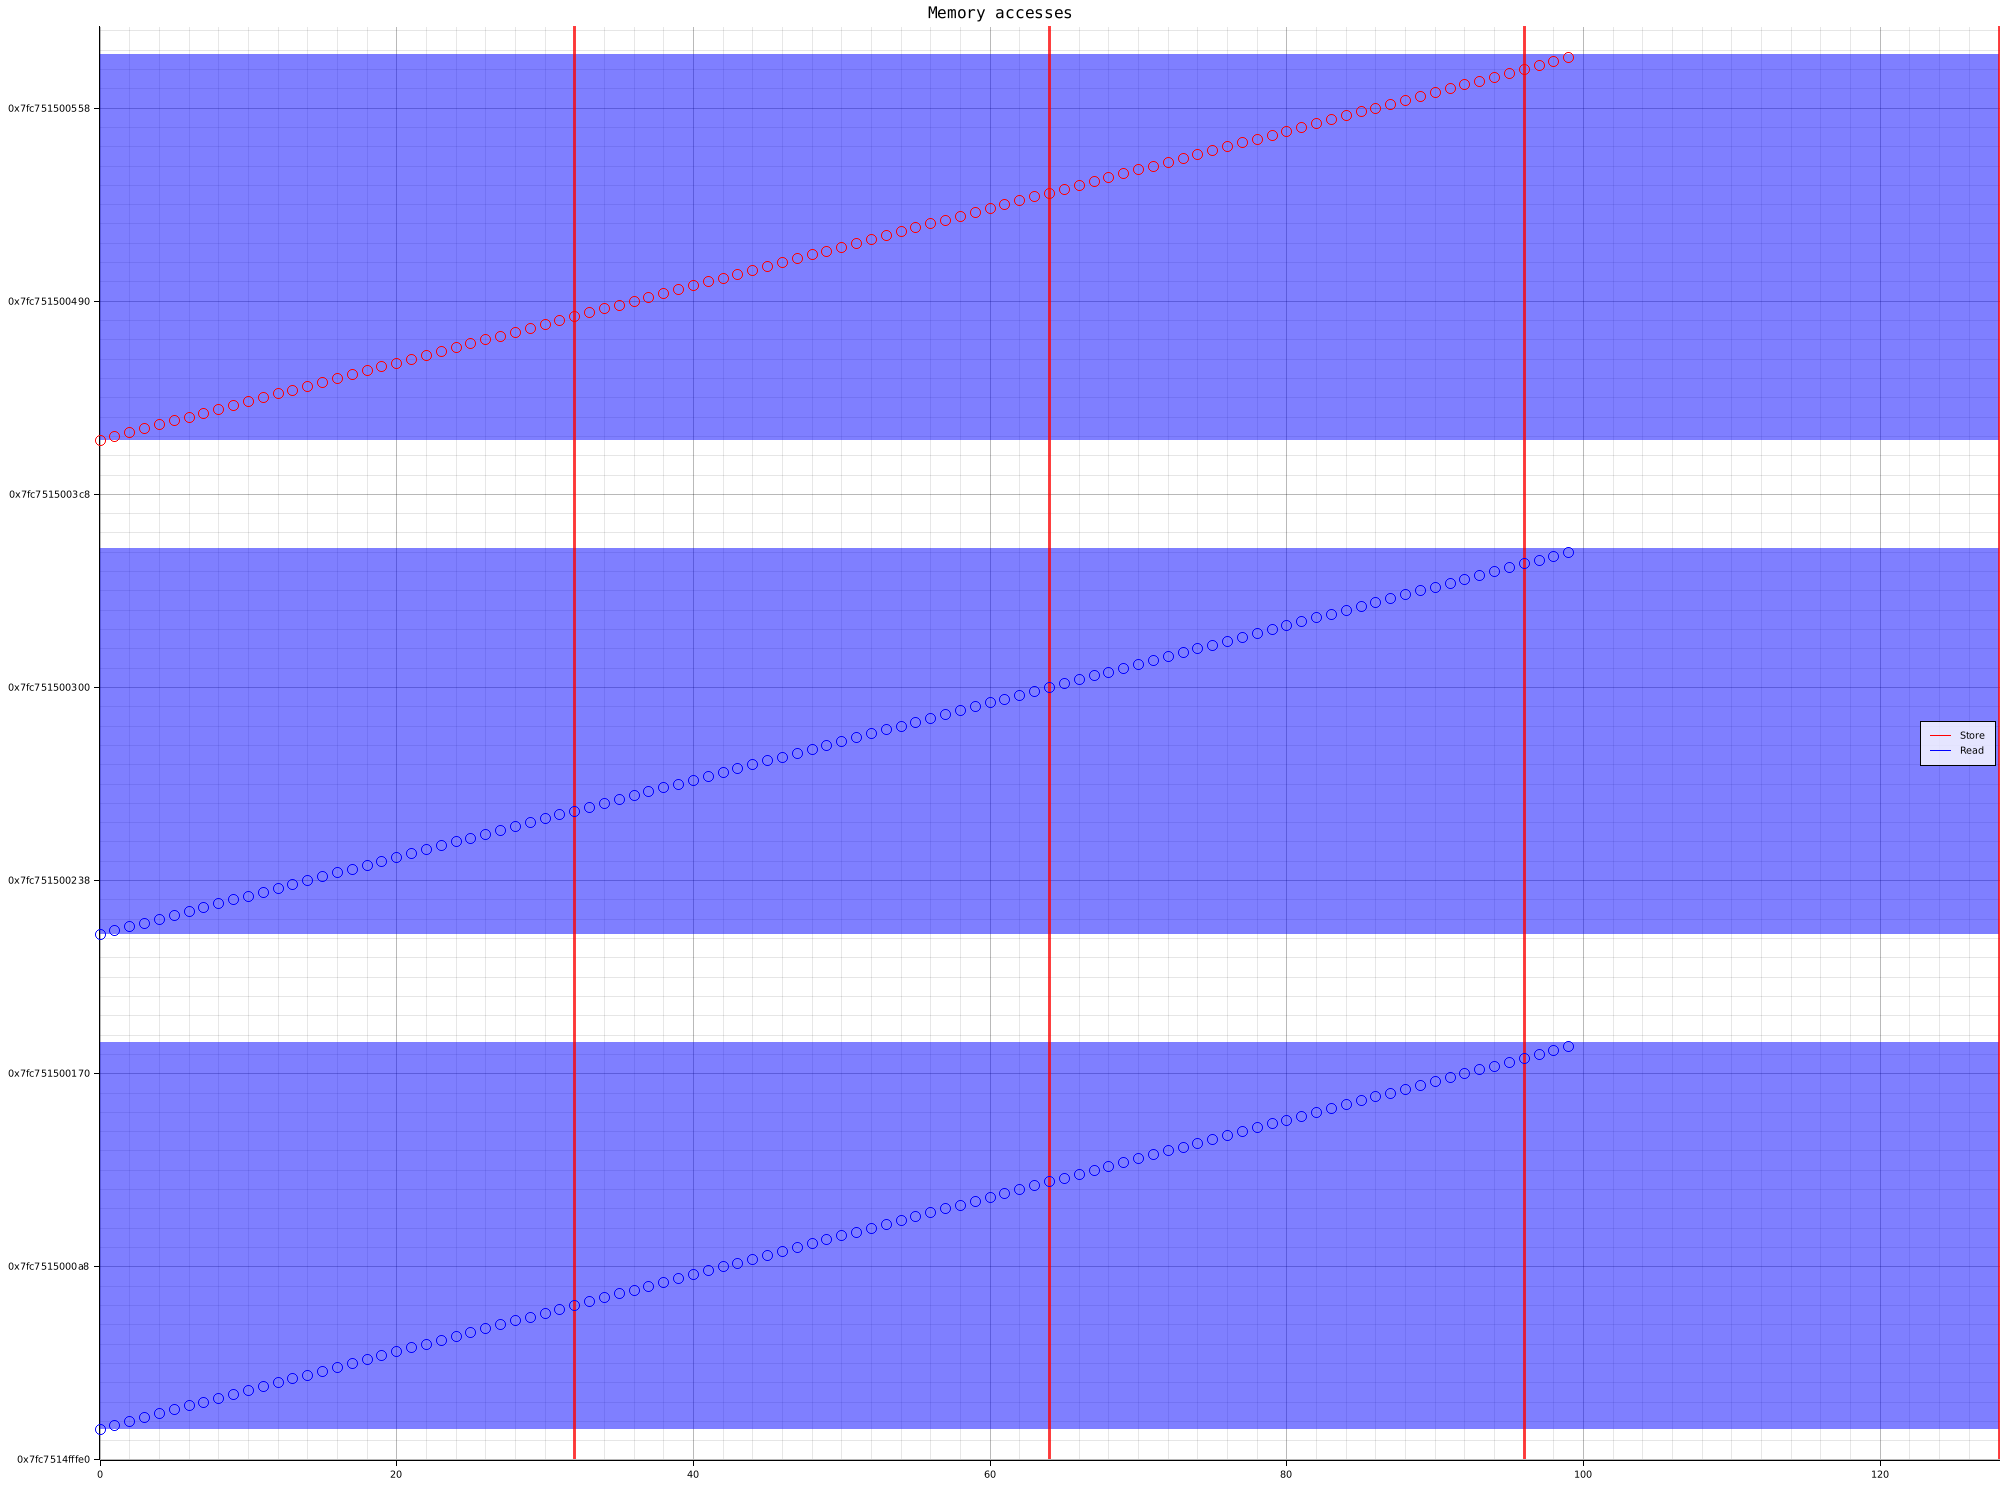 Memory accesses
0x7fc751500558
0x7fc751500490
0x7fc7515003c8
0x7fc751500300
0x7fc751500238
0x7fc751500170
0x7fc7515000a8
0x7fc7514fffe0
Store
Read
0 20 40 60 80 100 120